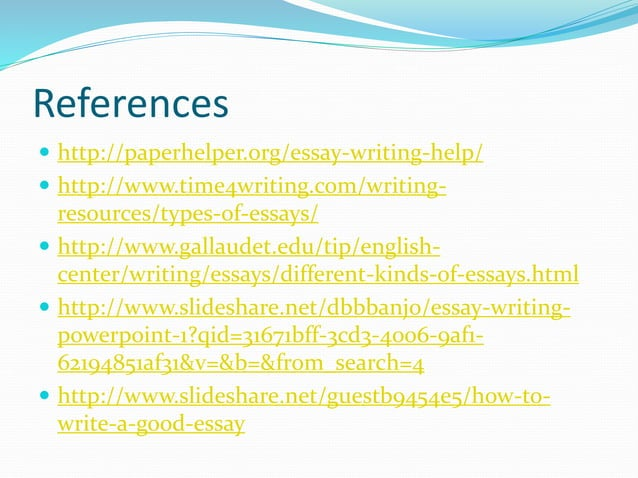 References
http://paperhelper.org/essay-writing-help/
http://www.time4writing.com/writing-
resources/types-of-essays/
http://www.gallaudet.edu/tip/english-
center/writing/essays/different-kinds-of-essays.html
http://www.slideshare.net/dbbbanjo/essay-writing-
powerpoint-1?qid=31671bff-3cd3-4006-9af1-
62194851af31&v=&b=&from_search=4
http://www.slideshare.net/guestb9454e5/how-to-
write-a-good-essay